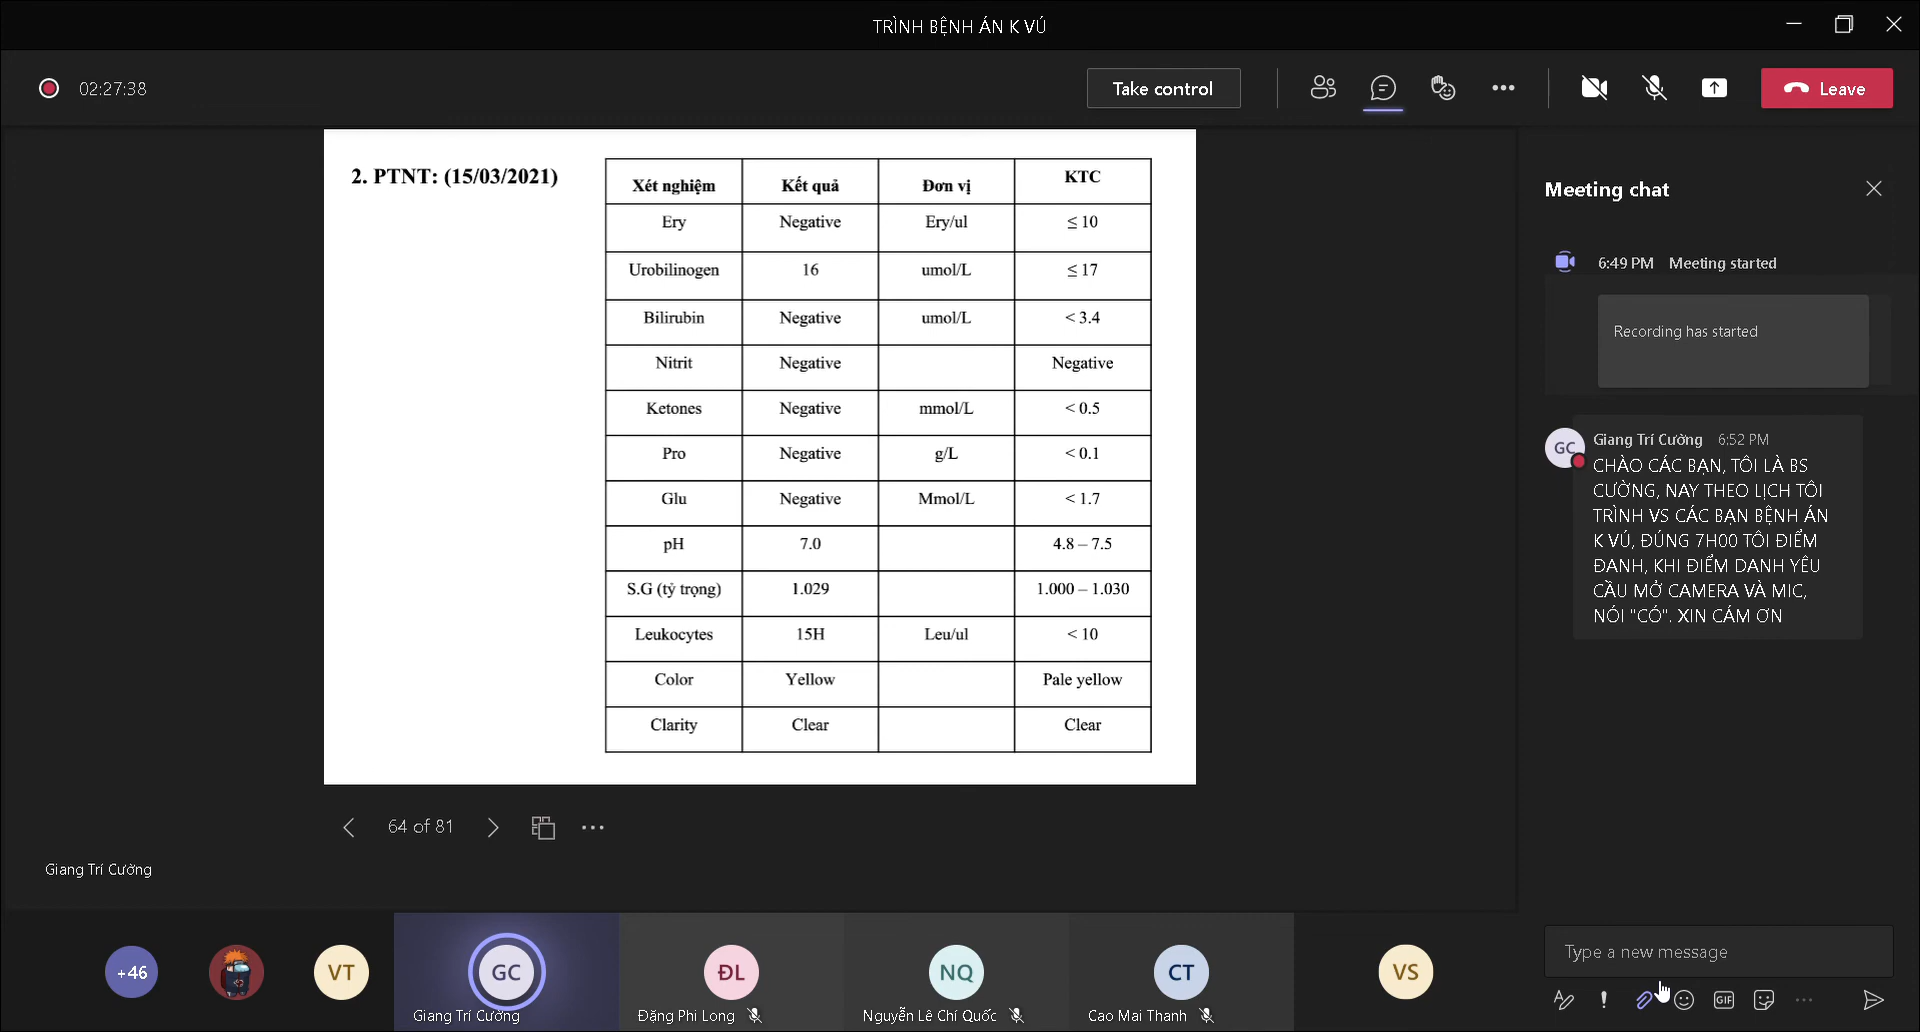 TRÌNH BỆNH ÁN K VÚ
02:27:38
Take control
Leave
2. PTNT: (15/03/2021)
Xét nghiệm Kết quả Đơn vị KTC
Ery Negative Ery/ul ≤ 10
Urobilinogen 16 umol/L ≤ 17
Bilirubin Negative umol/L < 3.4
Nitrit Negative Negative
Ketones Negative mmol/L < 0.5
Pro Negative g/L < 0.1
Glu Negative Mmol/L < 1.7
pH 7.0 4.8 – 7.5
S.G (tỷ trọng) 1.029 1.000 – 1.030
Leukocytes 15H Leu/ul < 10
Color Yellow Pale yellow
Clarity Clear Clear
64 of 81
Giang Trí Cường
Meeting chat
6:49 PM Meeting started
Recording has started
GC
Giang Trí Cường 6:52 PM
CHÀO CÁC BẠN, TÔI LÀ BS
CƯỜNG, NAY THEO LỊCH TÔI
TRÌNH VS CÁC BẠN BỆNH ÁN
K VÚ, ĐÚNG 7H00 TÔI ĐIỂM
ĐANH, KHI ĐIỂM DANH YÊU
CẦU MỞ CAMERA VÀ MIC,
NÓI "CÓ". XIN CÁM ƠN
Type a new message
GIF
+46
VT
GC
Giang Trí Cường
ĐL
Đặng Phi Long
NQ
Nguyễn Lê Chí Quốc
CT
Cao Mai Thanh
VS